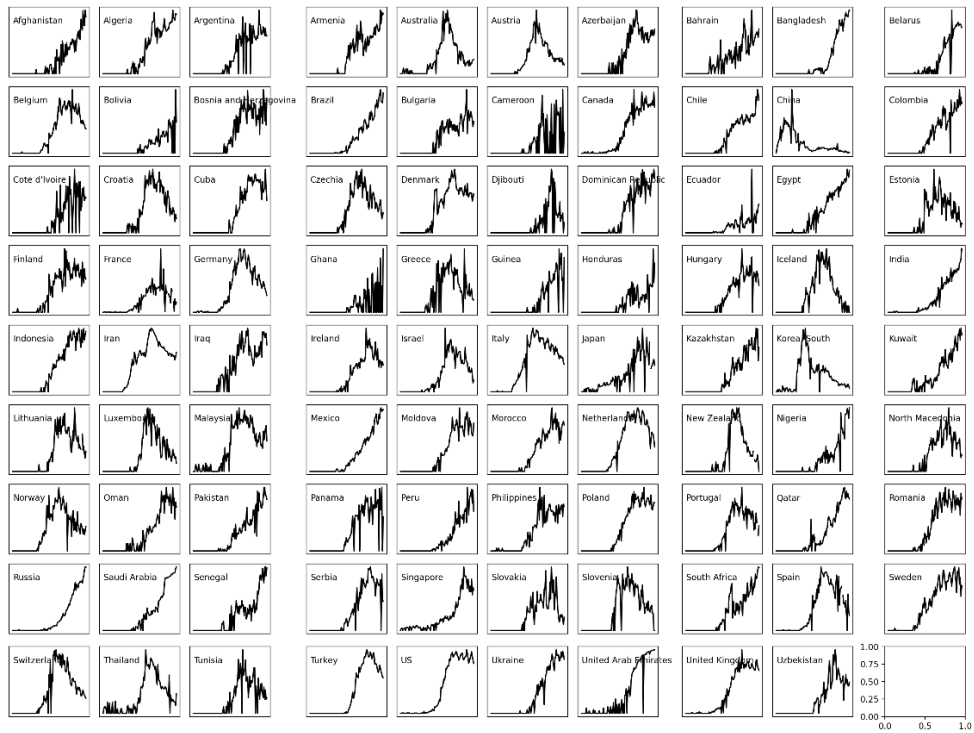 Afghanistan Algeria Argentina Armenia Australia Austria Azerbaijan Bahrain Bangladesh Belarus
Belgium Bolivia Bosnia and Herzegovina Brazil Bulgaria Cameroon Canada Chile China Colombia
Cote d'Ivoire Croatia Cuba Czechia Denmark Djibouti Dominican Republic Ecuador Egypt Estonia
Finland France Germany Ghana Greece Guinea Honduras Hungary Iceland India
Indonesia Iran Iraq Ireland Israel Italy Japan Kazakhstan Korea, South Kuwait
Lithuania Luxembourg Malaysia Mexico Moldova Morocco Netherlands New Zealand Nigeria North Macedonia
Norway Oman Pakistan Panama Peru Philippines Poland Portugal Qatar Romania
Russia Saudi Arabia Senegal Serbia Singapore Slovakia Slovenia South Africa Spain Sweden
Switzerland Thailand Tunisia Turkey US Ukraine United Arab Emirates United Kingdom Uzbekistan
1.00
0.75
0.50
0.25
0.00
0.0 0.5 1.0